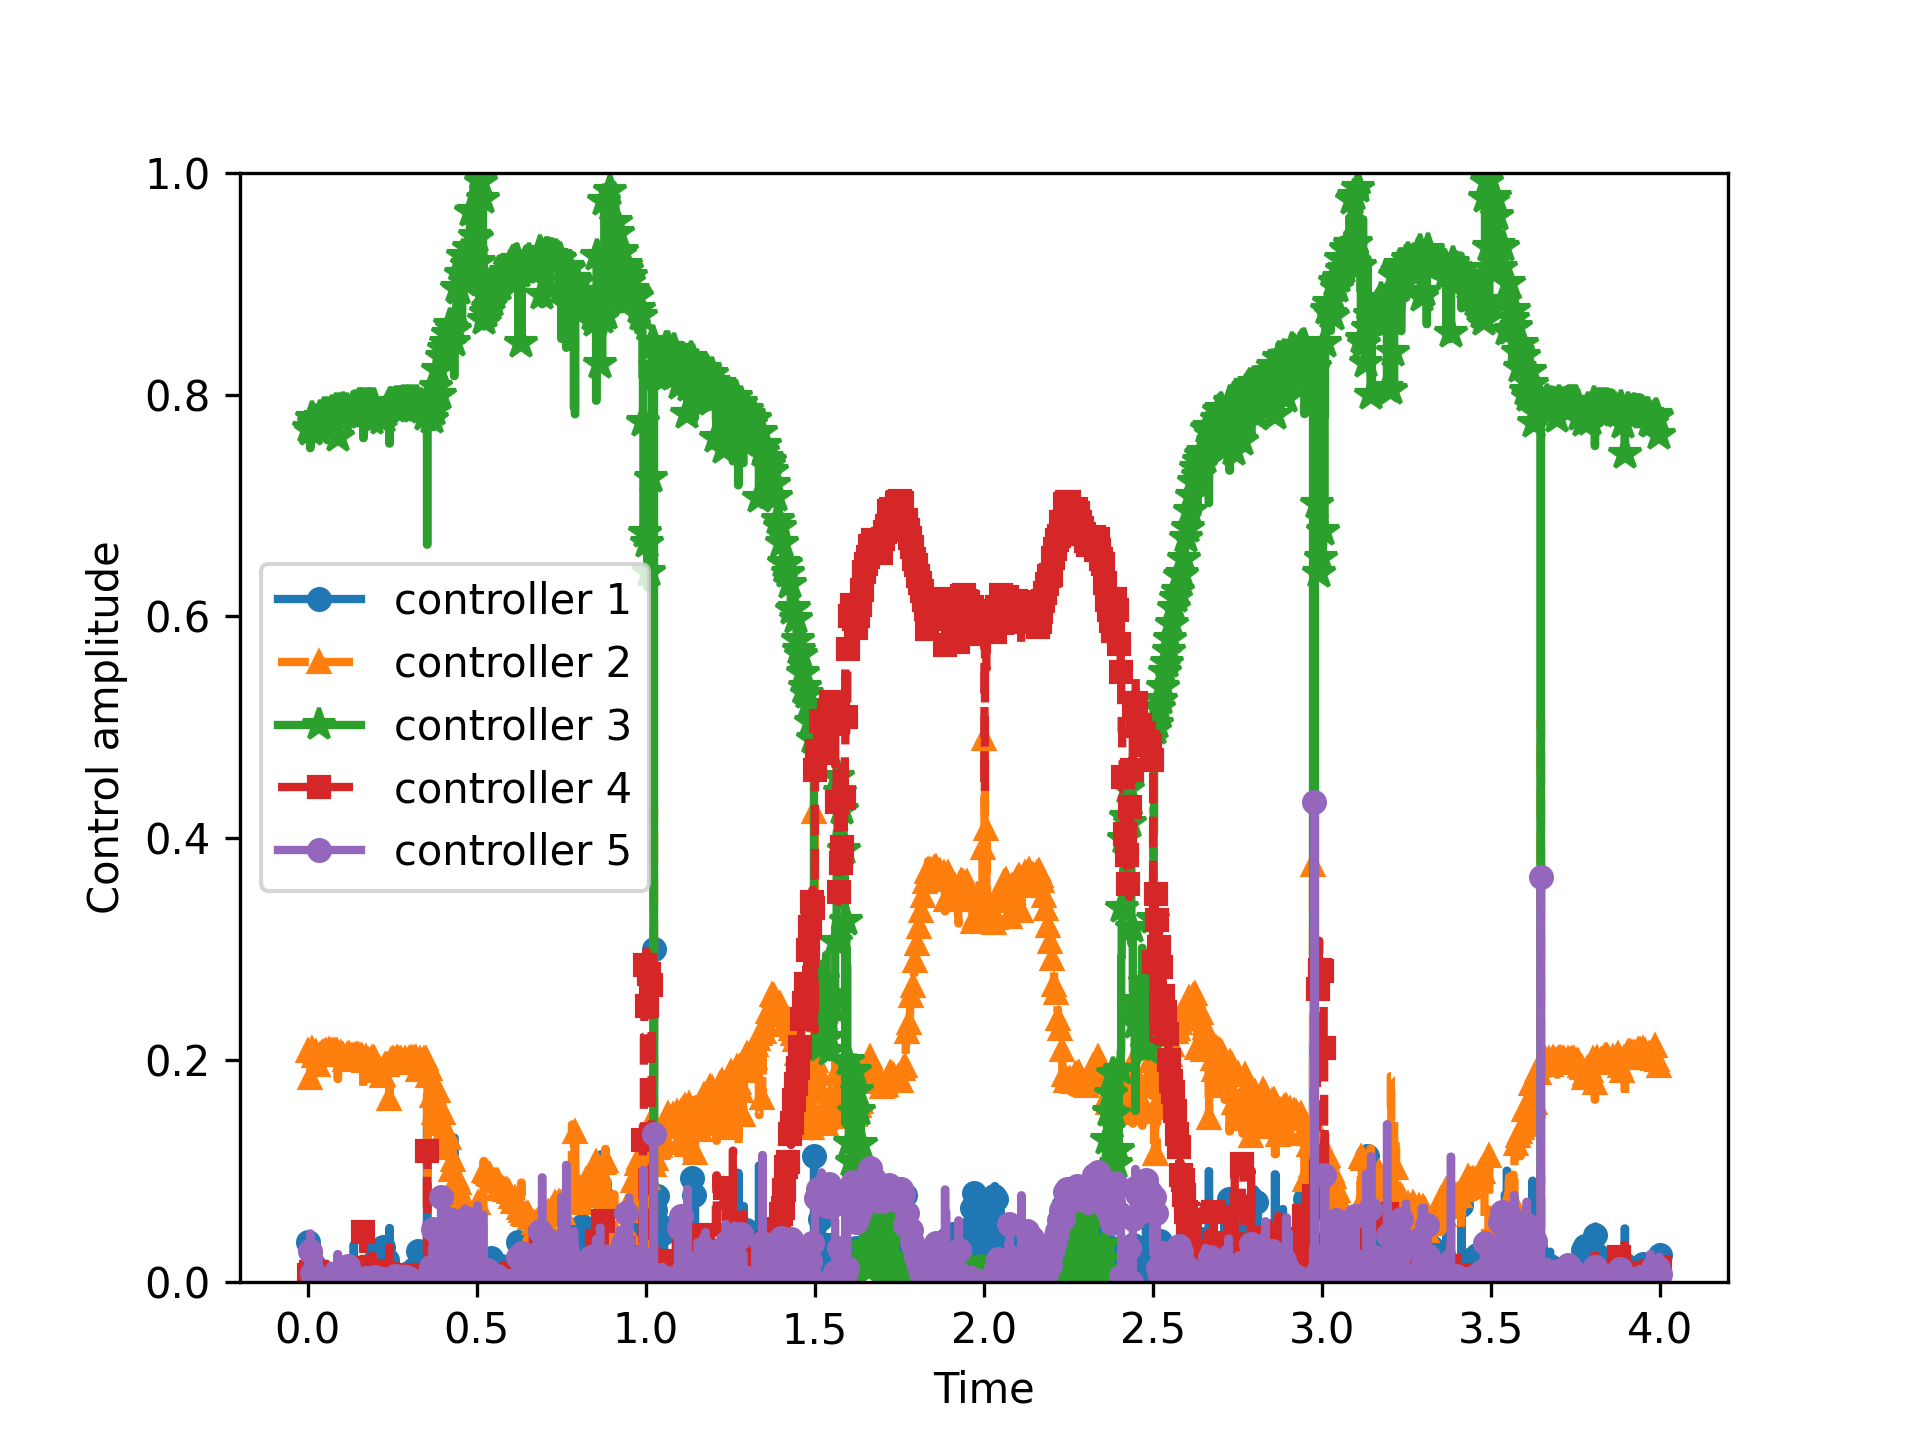 1.0
0.8
0.6
0.4
0.2
0.0
Control amplitude
controller 1
controller 2
controller 3
controller 4
controller 5
0.0 0.5 1.0 1.5 2.0 2.5 3.0 3.5 4.0
Time